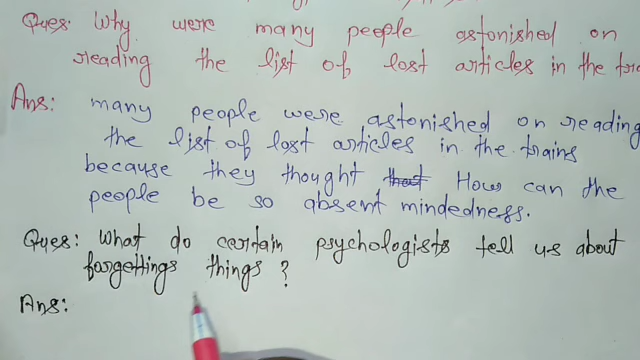 Ques: Why were many people astonished on
reading the list of lost articles in the tra
Ans: many people were astonished on reading
the list of lost articles in the trains
because they thought that How can the
people be so absent mindedness.
Ques: What do certain psychologists tell us about
forgettings things ?
Ans: